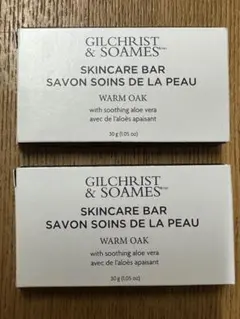 GILCHRIST
& SOAMES
SKINCARE BAR
SAVON SOINS DE LA PEAU
WARM OAK
with soothing aloe vera
avec de l'aloès apaisant
30 g (1.05 oz)
GILCHRIST
& SOAMES
SKINCARE BAR
SAVON SOINS DE LA PEAU
WARM OAK
with soothing aloe vera
avec de l'aloès apaisant
30 g (1.05 oz)